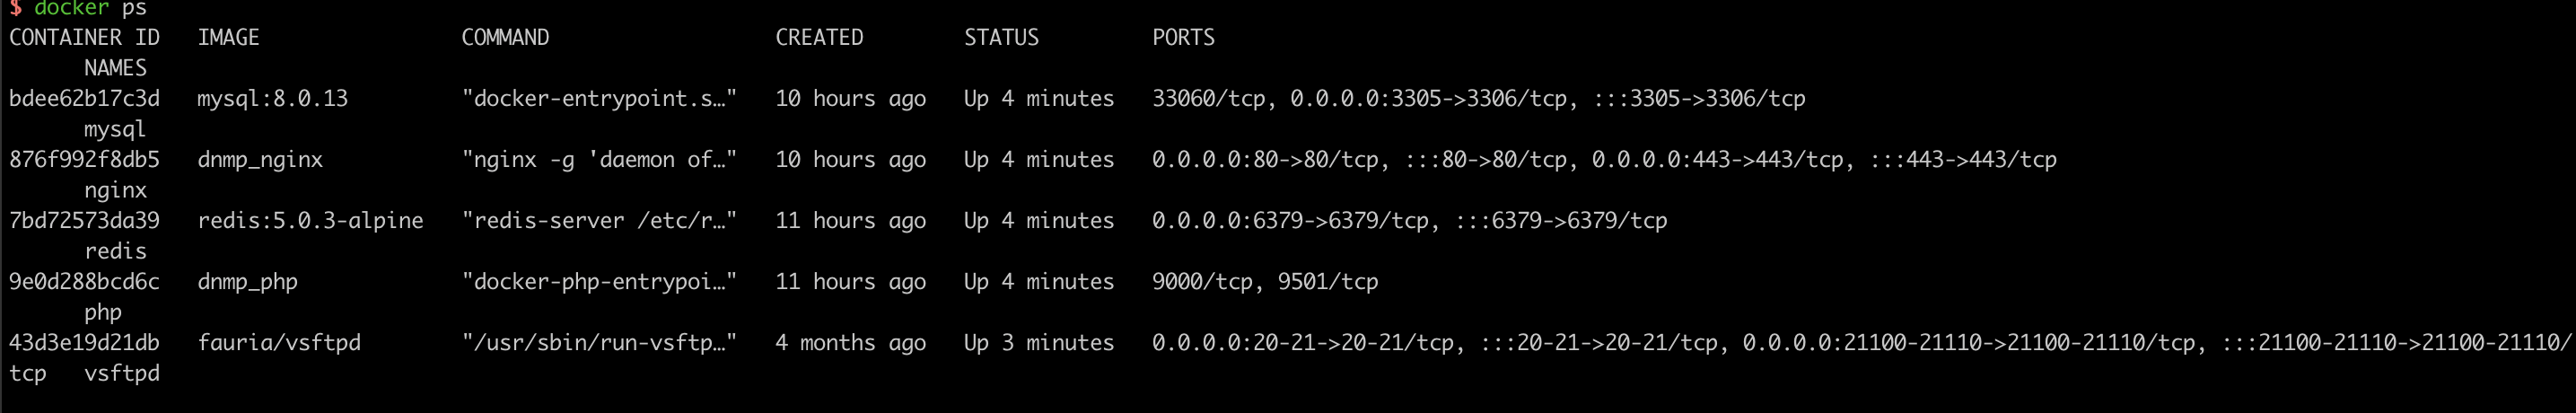 $ docker ps
CONTAINER ID   IMAGE                COMMAND                  CREATED        STATUS         PORTS
      NAMES
bdee62b17c3d   mysql:8.0.13         "docker-entrypoint.s…"   10 hours ago   Up 4 minutes   33060/tcp, 0.0.0.0:3305->3306/tcp, :::3305->3306/tcp
      mysql
876f992f8db5   dnmp_nginx           "nginx -g 'daemon of…"   10 hours ago   Up 4 minutes   0.0.0.0:80->80/tcp, :::80->80/tcp, 0.0.0.0:443->443/tcp, :::443->443/tcp
      nginx
7bd72573da39   redis:5.0.3-alpine   "redis-server /etc/r…"   11 hours ago   Up 4 minutes   0.0.0.0:6379->6379/tcp, :::6379->6379/tcp
      redis
9e0d288bcd6c   dnmp_php             "docker-php-entrypoi…"   11 hours ago   Up 4 minutes   9000/tcp, 9501/tcp
      php
43d3e19d21db   fauria/vsftpd        "/usr/sbin/run-vsftp…"   4 months ago   Up 3 minutes   0.0.0.0:20-21->20-21/tcp, :::20-21->20-21/tcp, 0.0.0.0:21100-21110->21100-21110/tcp, :::21100-21110->21100-21110/
tcp   vsftpd